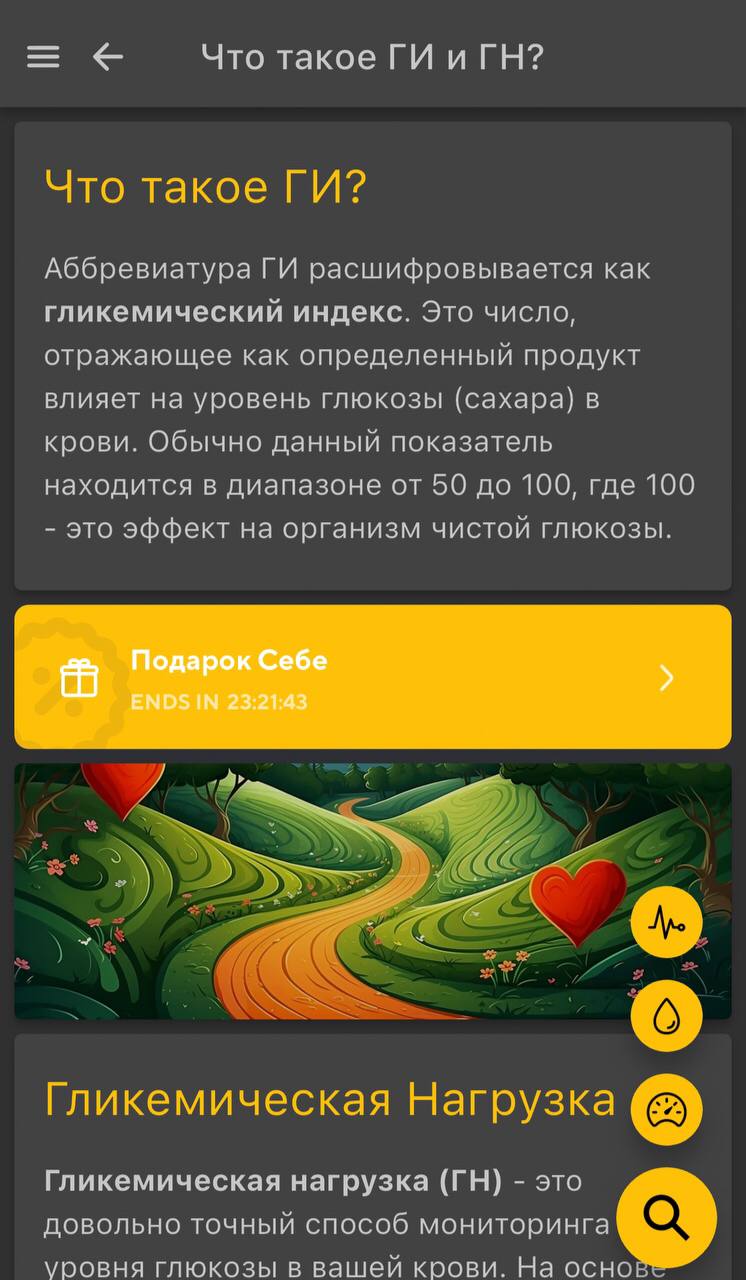 Что такое ГИ и ГН?
Что такое ГИ?
Аббревиатура ГИ расшифровывается как
гликемический индекс. Это число,
отражающее как определенный продукт
влияет на уровень глюкозы (сахара) в
крови. Обычно данный показатель
находится в диапазоне от 50 до 100, где 100
- это эффект на организм чистой глюкозы.
Подарок Себе
ENDS IN 23:21:43
Гликемическая Нагрузка
Гликемическая нагрузка (ГН) - это
довольно точный способ мониторинга
уровня глюкозы в вашей крови. На основе